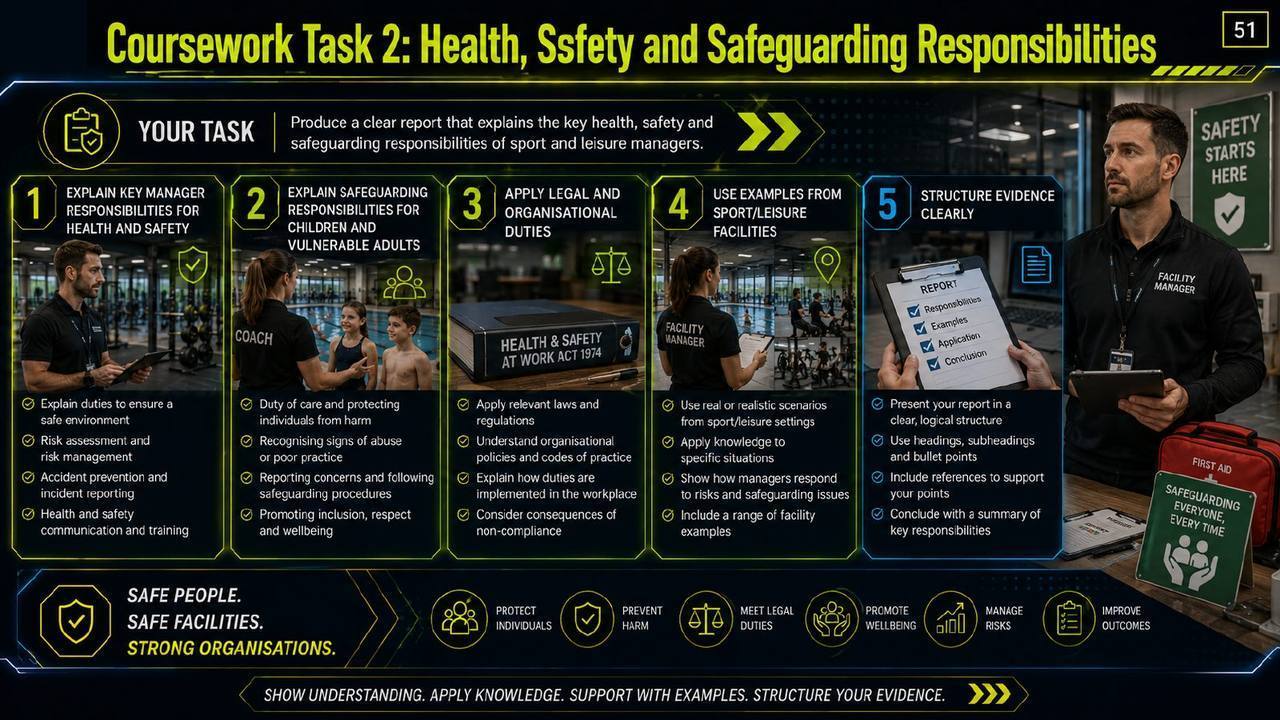 Coursework Task 2: Health, Ssfety and Safeguarding Responsibilities
51
YOUR TASK
Produce a clear report that explains the key health, safety and
safeguarding responsibilities of sport and leisure managers.
1
EXPLAIN KEY MANAGER
RESPONSIBILITIES FOR
HEALTH AND SAFETY
Explain duties to ensure a
safe environment
Risk assessment and
risk management
Accident prevention and
incident reporting
Health and safety
communication and training
2
EXPLAIN SAFEGUARDING
RESPONSIBILITIES FOR
CHILDREN AND
VULNERABLE ADULTS
COACH
Duty of care and protecting
individuals from harm
Recognising signs of abuse
or poor practice
Reporting concerns and following
safeguarding procedures
Promoting inclusion, respect
and wellbeing
3
APPLY LEGAL AND
ORGANISATIONAL
DUTIES
HEALTH & SAFETY
AT WORK ACT 1974
Apply relevant laws and
regulations
Understand organisational
policies and codes of practice
Explain how duties are
implemented in the workplace
Consider consequences of
non-compliance
4
USE EXAMPLES FROM
SPORT/LEISURE
FACILITIES
FACILITY
MANAGER
Use real or realistic scenarios
from sport/leisure settings
Apply knowledge to
specific situations
Show how managers respond
to risks and safeguarding issues
Include a range of facility
examples
5
STRUCTURE EVIDENCE
CLEARLY
REPORT
Responsibilities
Examples
Application
Conclusion
Present your report in a
clear, logical structure
Use headings, subheadings
and bullet points
Include references to support
your points
Conclude with a summary of
key responsibilities
SAFETY
STARTS
HERE
FACILITY
MANAGER
FIRST AID
SAFEGUARDING
EVERYONE,
EVERY TIME
SAFE PEOPLE.
SAFE FACILITIES.
STRONG ORGANISATIONS.
PROTECT
INDIVIDUALS
PREVENT
HARM
MEET LEGAL
DUTIES
PROMOTE
WELLBEING
MANAGE
RISKS
IMPROVE
OUTCOMES
SHOW UNDERSTANDING. APPLY KNOWLEDGE. SUPPORT WITH EXAMPLES. STRUCTURE YOUR EVIDENCE.